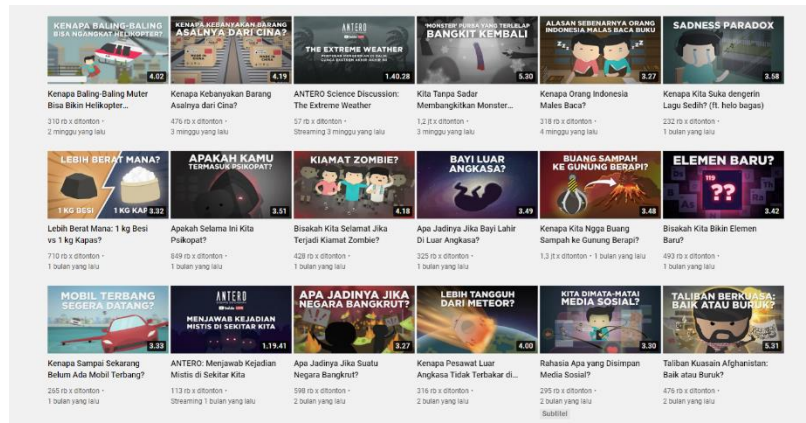 KENAPA BALING-BALING
BISA NGANGKAT HELIKOPTER?
4.02
Kenapa Baling-Baling Muter
Bisa Bikin Helikopter...
310 rb x ditonton •
2 minggu yang lalu
KENAPA KEBANYAKAN BARANG
ASALNYA DARI CINA?
4.19
Kenapa Kebanyakan Barang
Asalnya dari Cina?
476 rb x ditonton •
3 minggu yang lalu
ANTERO
THE EXTREME WEATHER
1.40.28
ANTERO Science Discussion:
The Extreme Weather
57 rb x ditonton •
Streaming 3 minggu yang lalu
"MONSTER" PURBA YANG TERLELAP
BANGKIT KEMBALI
5.30
Kita Tanpa Sadar
Membangkitkan Monster...
1,2 jt x ditonton •
3 minggu yang lalu
ALASAN SEBENARNYA ORANG
INDONESIA MALAS BACA BUKU
3.27
Kenapa Orang Indonesia
Males Baca?
318 rb x ditonton •
4 minggu yang lalu
SADNESS PARADOX
3.58
Kenapa Kita Suka dengerin
Lagu Sedih? (ft. helo bagas)
232 rb x ditonton •
1 bulan yang lalu
LEBIH BERAT MANA?
1 KG BESI
1 KG KAP
3.32
Lebih Berat Mana: 1 kg Besi
vs 1 kg Kapas?
710 rb x ditonton •
1 bulan yang lalu
APAKAH KAMU
TERMASUK PSIKOPAT?
3.51
Apakah Selama Ini Kita
Psikopat?
849 rb x ditonton •
1 bulan yang lalu
KIAMAT ZOMBIE?
4.18
Bisakah Kita Selamat Jika
Terjadi Kiamat Zombie?
428 rb x ditonton •
1 bulan yang lalu
BAYI LUAR
ANGKASA?
3.49
Apa Jadinya Jika Bayi Lahir
Di Luar Angkasa?
325 rb x ditonton •
1 bulan yang lalu
BUANG SAMPAH
KE GUNUNG BERAPI?
3.48
Kenapa Kita Ngga Buang
Sampah ke Gunung Berapi?
1,3 jt x ditonton • 1 bulan yang lalu
ELEMEN BARU?
119
??
3.42
Bisakah Kita Bikin Elemen
Baru?
493 rb x ditonton •
1 bulan yang lalu
MOBIL TERBANG
SEGERA DATANG?
3.33
Kenapa Sampai Sekarang
Belum Ada Mobil Terbang?
265 rb x ditonton •
1 bulan yang lalu
ANTERO
MENJAWAB KEJADIAN
MISTIS DI SEKITAR KITA
1.19.41
ANTERO: Menjawab Kejadian
Mistis di Sekitar Kita
113 rb x ditonton •
Streaming 1 bulan yang lalu
APA JADINYA JIKA
NEGARA BANGKRUT?
3.27
Apa Jadinya Jika Suatu
Negara Bangkrut?
598 rb x ditonton •
2 bulan yang lalu
LEBIH TANGGUH
DARI METEOR?
4.00
Kenapa Pesawat Luar
Angkasa Tidak Terbakar di...
316 rb x ditonton •
2 bulan yang lalu
KITA DIMATA-MATAI
MEDIA SOSIAL?
3.30
Rahasia Apa yang Disimpan
Media Sosial?
295 rb x ditonton •
2 bulan yang lalu
Subtitel
TALIBAN BERKUASA:
BAIK ATAU BURUK?
5.31
Taliban Kuasain Afghanistan:
Baik atau Buruk?
476 rb x ditonton •
2 bulan yang lalu